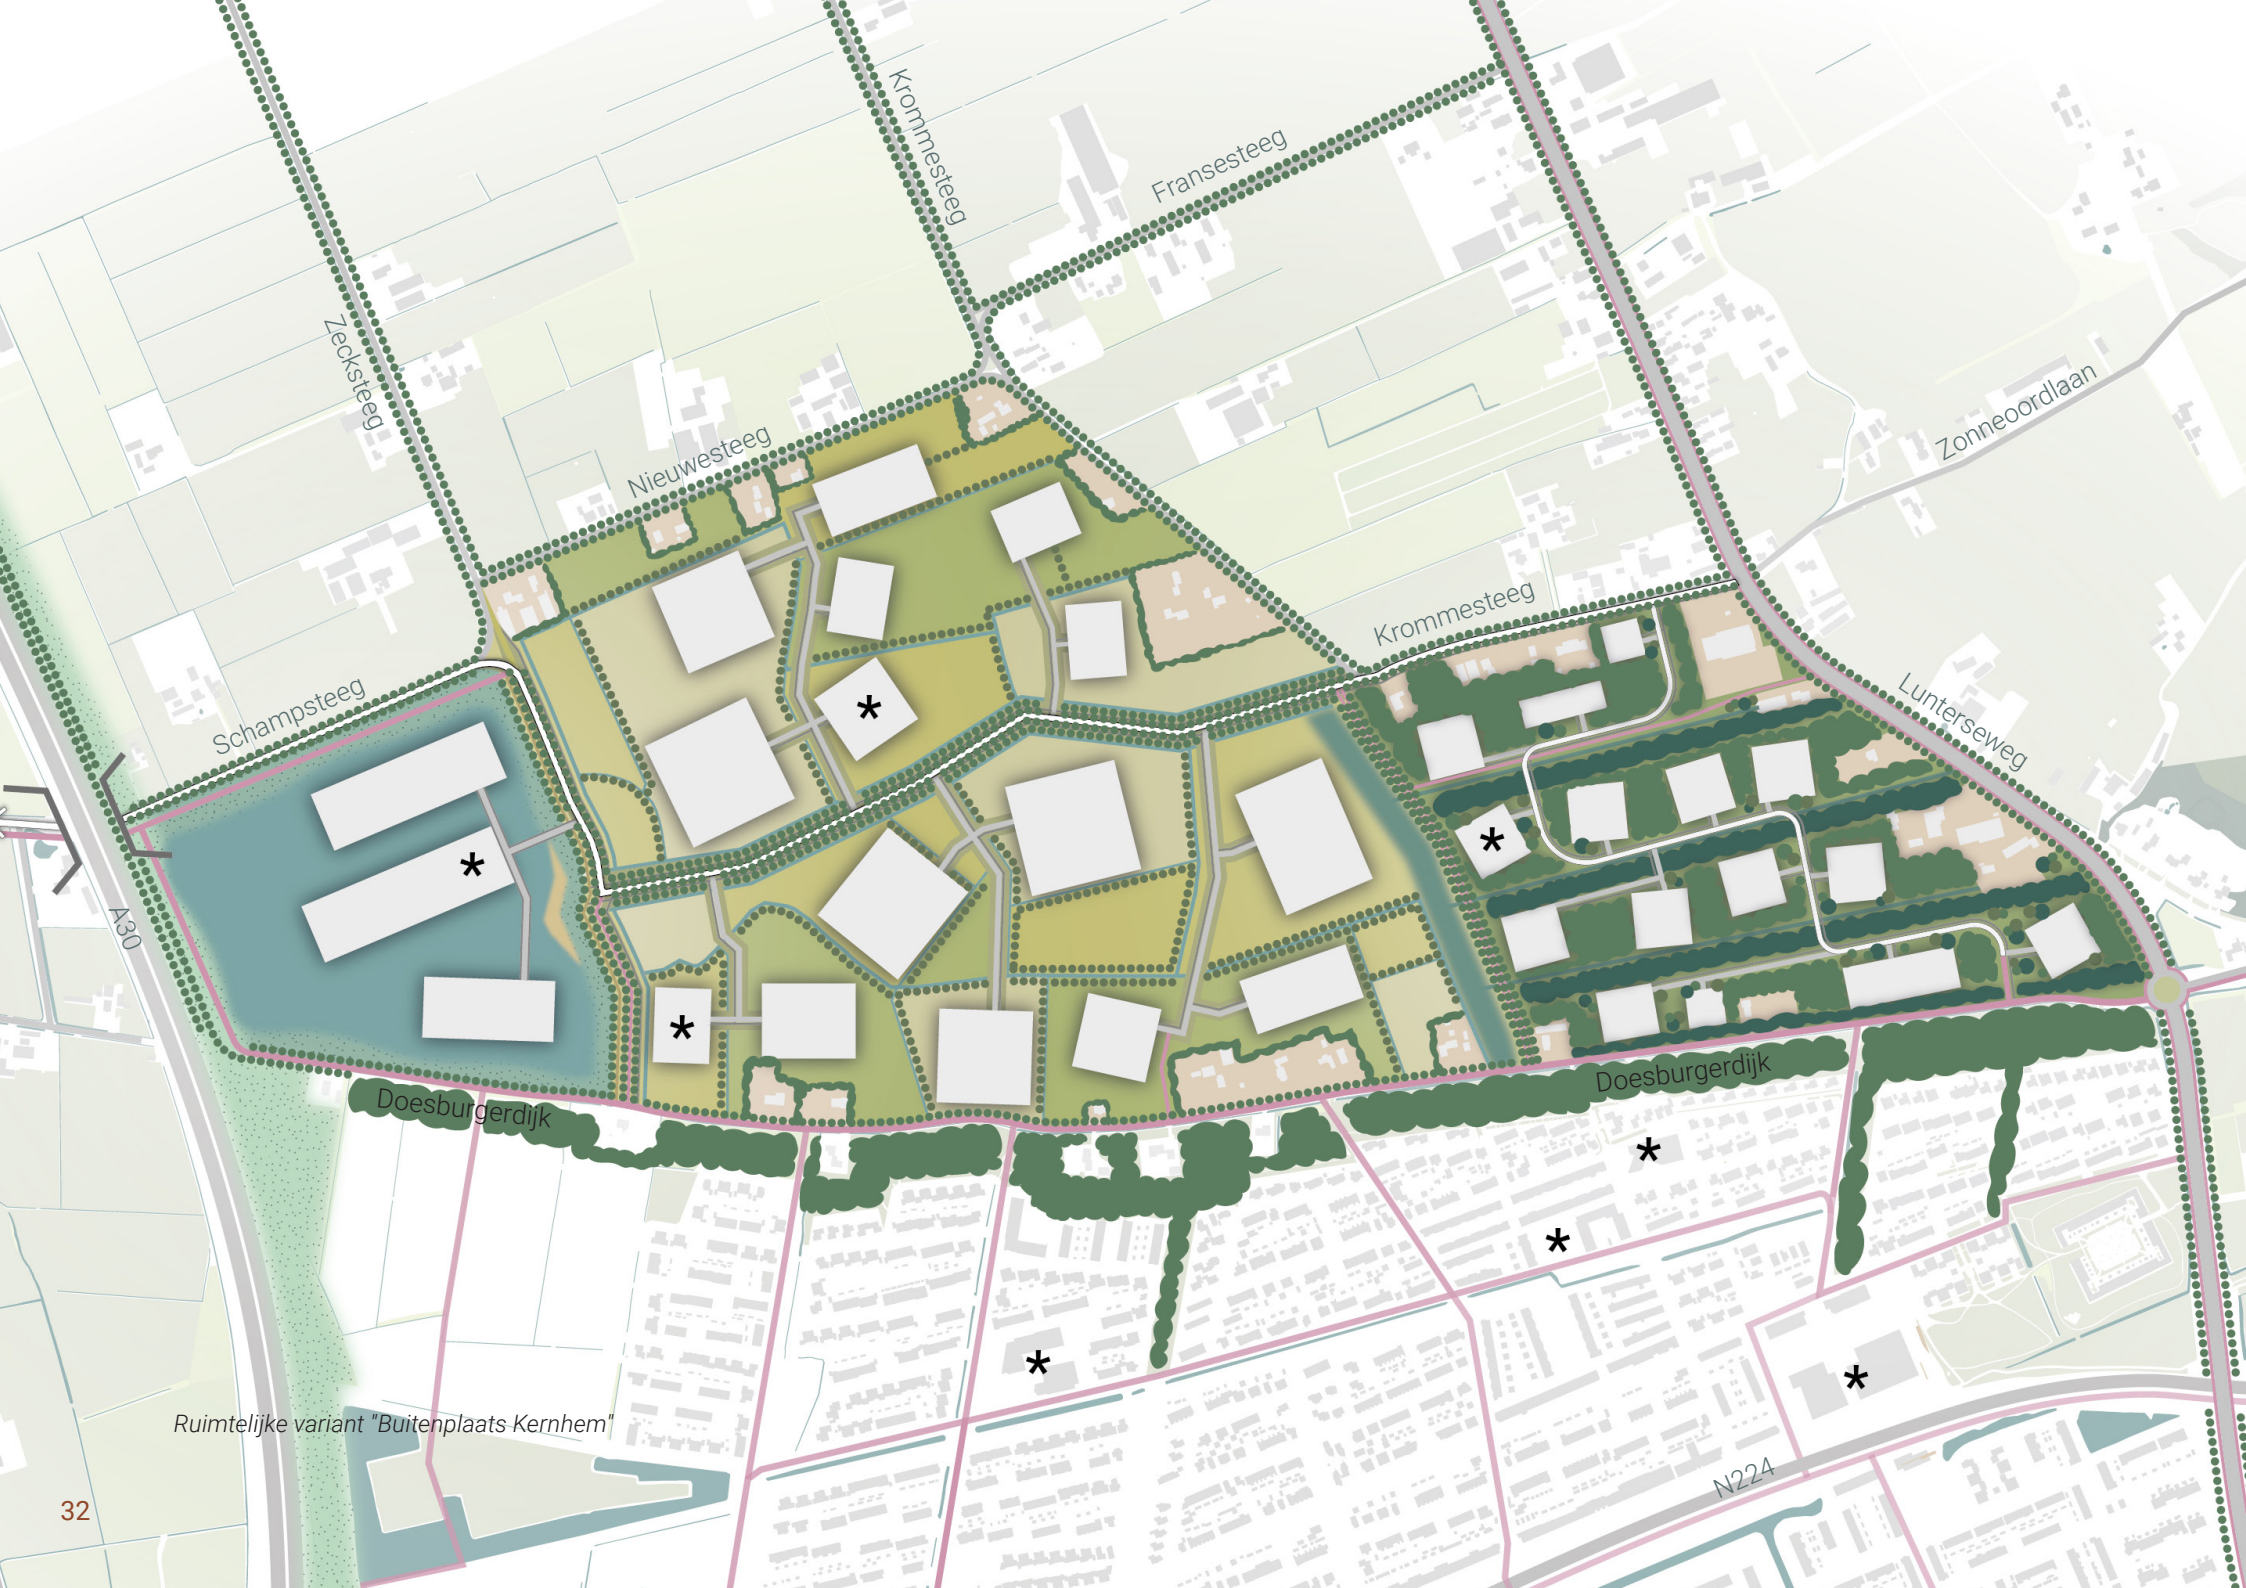 Krommesteeg
Fransesteeg
Zecksteeg
Zonneoordlaan
Nieuwesteeg
Krommesteeg
Schampsteeg
Lunterseweg
A30
*
*
*
*
Doesburgerdijk
Doesburgerdijk
*
*
*
*
Ruimtelijke variant "Buitenplaats Kernhem"
N224
32